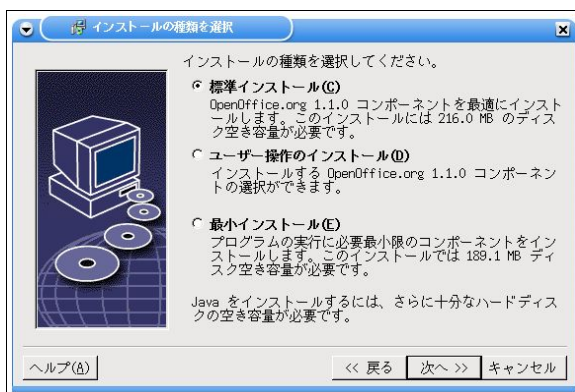 インストールの種類を選択
インストールの種類を選択してください。
標準インストール(C)
OpenOffice.org 1.1.0 コンポーネントを最適にインスト
ールします。このインストールには 216.0 MB のディス
ク空き容量が必要です。
ユーザー操作のインストール(D)
インストールする OpenOffice.org 1.1.0 コンポーネン
トの選択ができます。
最小インストール(E)
プログラムの実行に必要最小限のコンポーネントをイン
ストールします。このインストールでは 189.1 MB ディ
スク空き容量が必要です。
Java をインストールするには、さらに十分なハードディス
クの空き容量が必要です。
ヘルプ(A)
<< 戻る
次へ >>
キャンセル